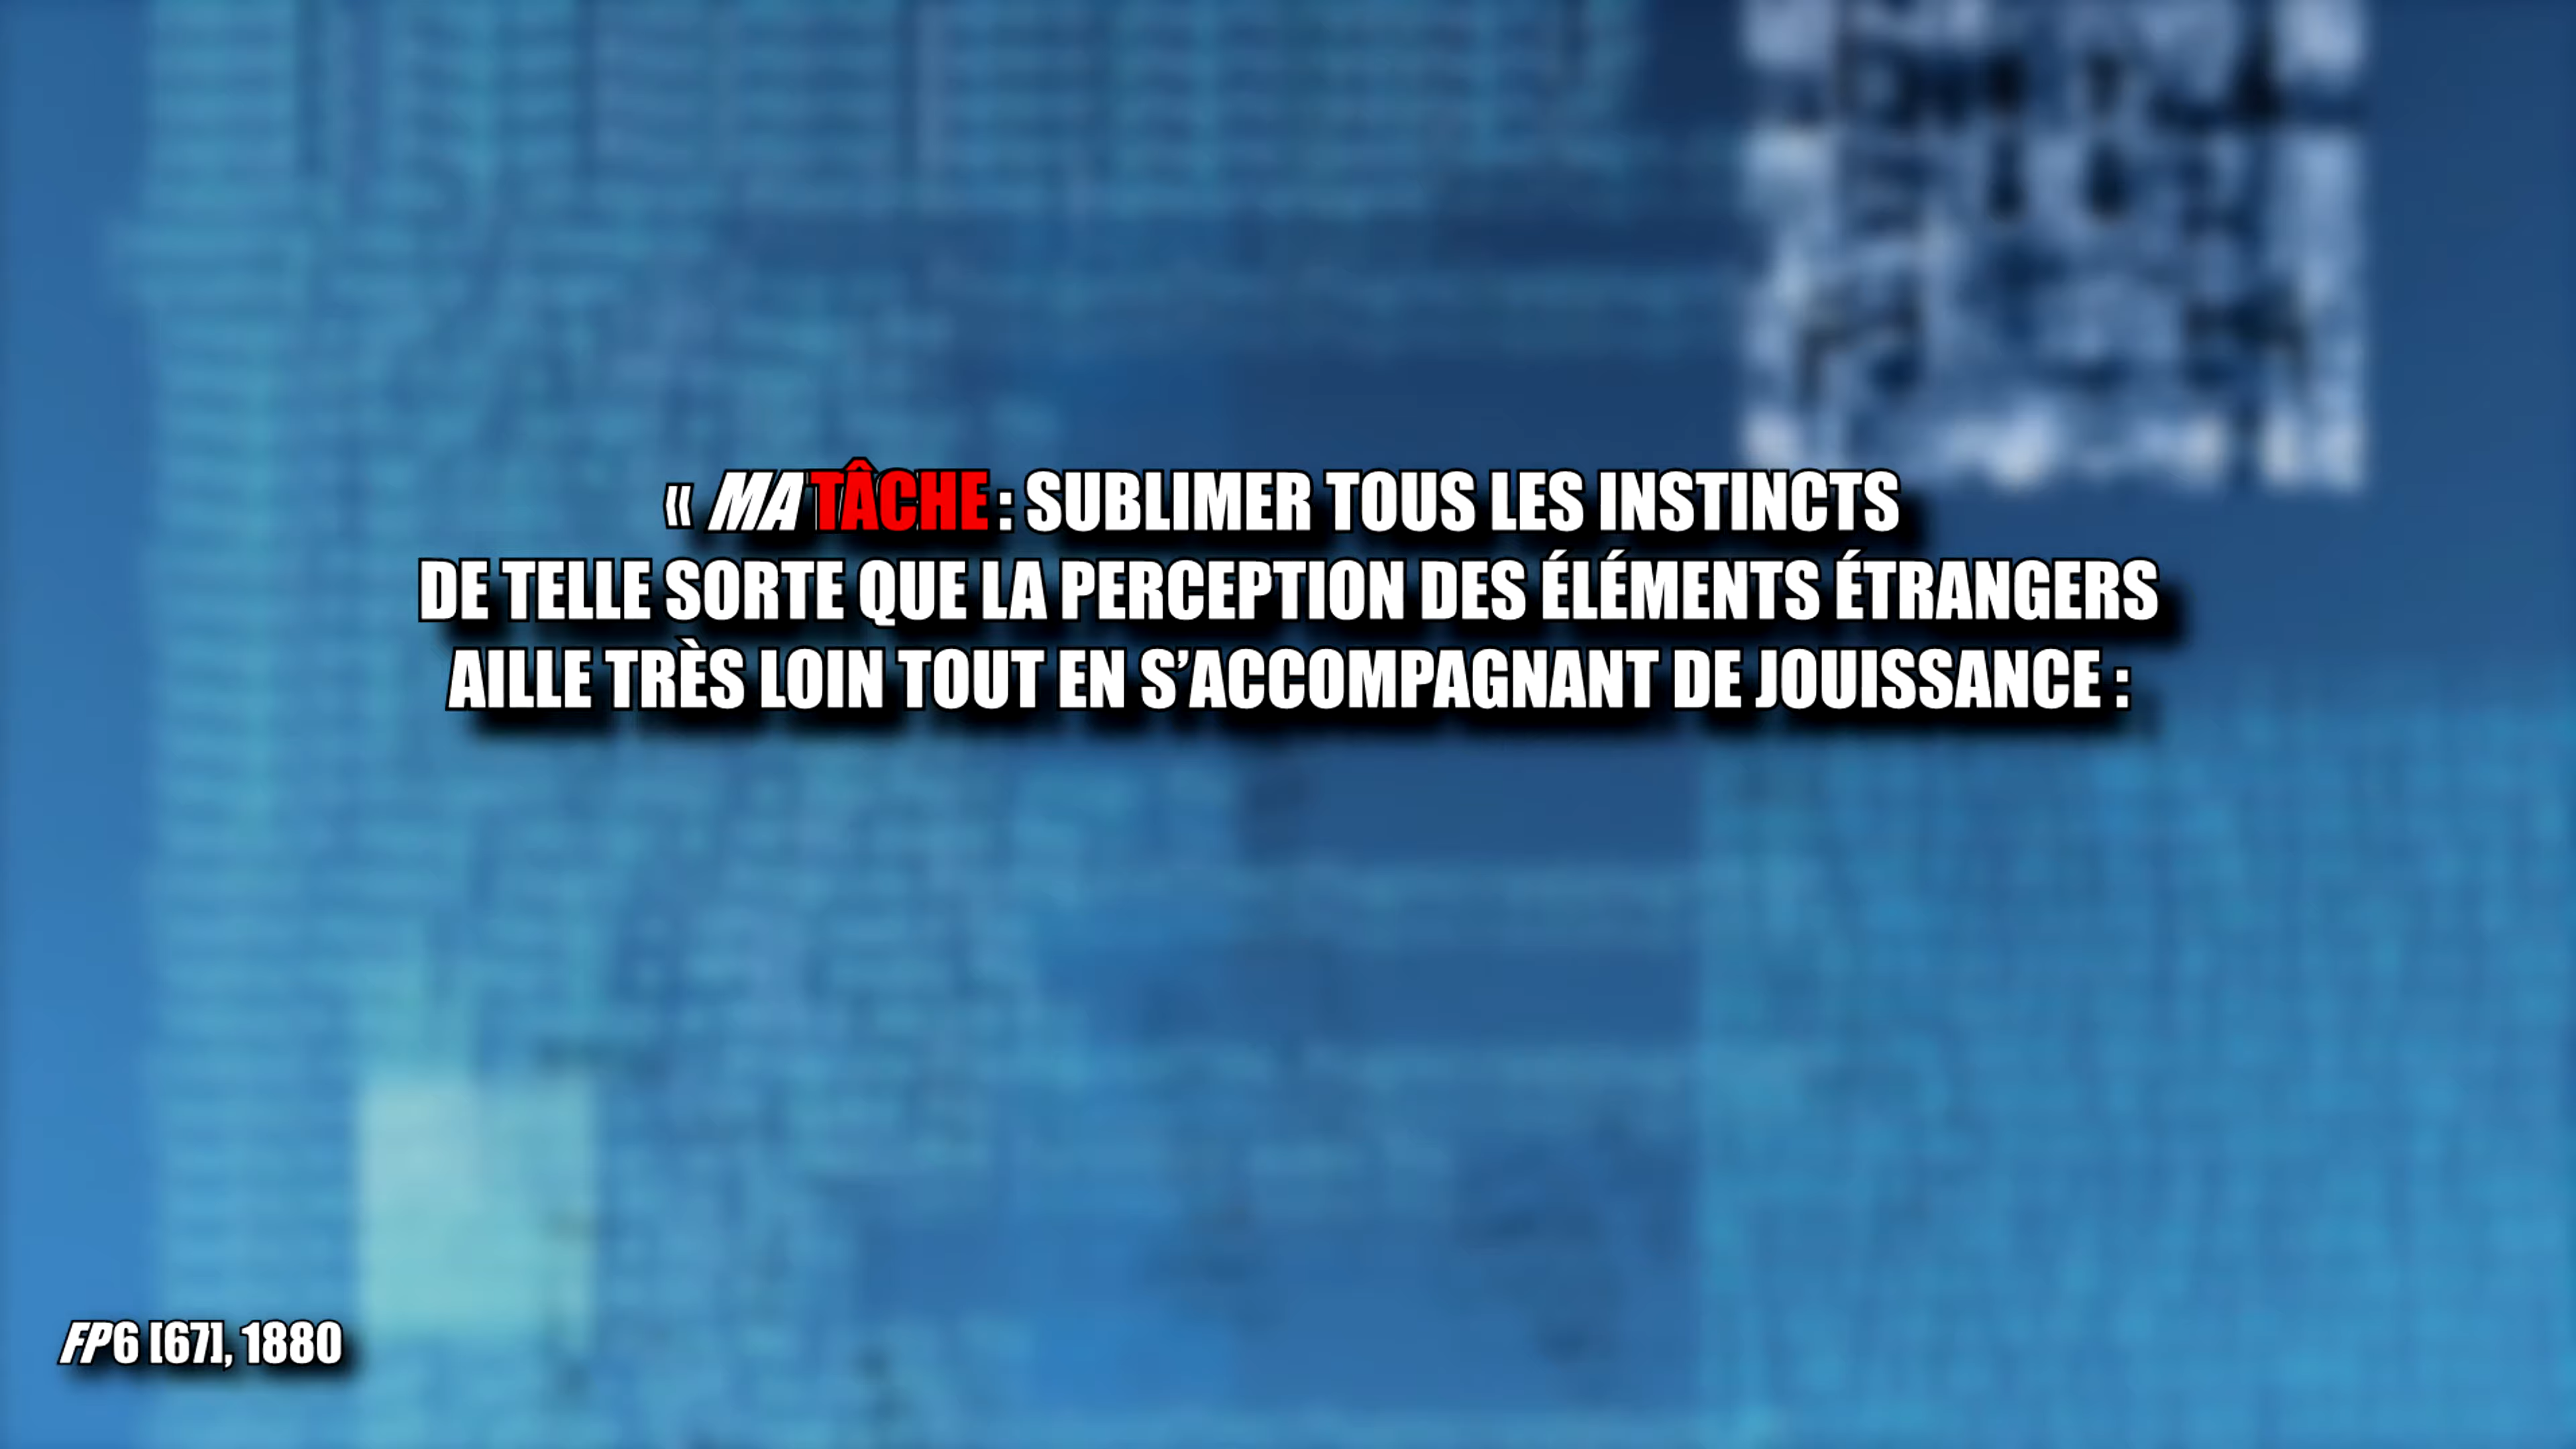 « MA TÂCHE : SUBLIMER TOUS LES INSTINCTS
DE TELLE SORTE QUE LA PERCEPTION DES ÉLÉMENTS ÉTRANGERS
AILLE TRÈS LOIN TOUT EN S’ACCOMPAGNANT DE JOUISSANCE :
FP6 [67], 1880